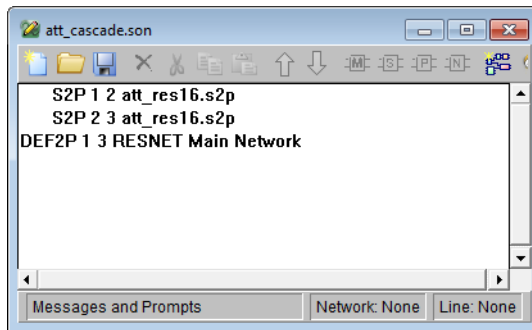 att_cascade.son
M S P N
S2P 1 2 att_res16.s2p
S2P 2 3 att_res16.s2p
DEF2P 1 3 RESNET Main Network
Messages and Prompts Network: None Line: None